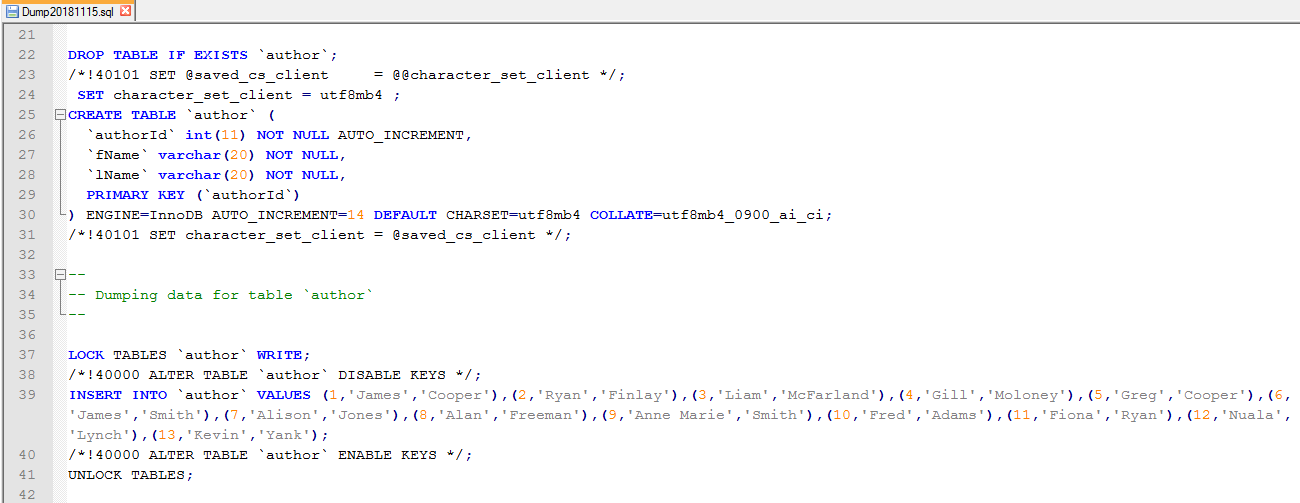 Dump20181115.sql
21
22 DROP TABLE IF EXISTS `author`;
23 /*!40101 SET @saved_cs_client     = @@character_set_client */;
24  SET character_set_client = utf8mb4 ;
25 CREATE TABLE `author` (
26   `authorId` int(11) NOT NULL AUTO_INCREMENT,
27   `fName` varchar(20) NOT NULL,
28   `lName` varchar(20) NOT NULL,
29   PRIMARY KEY (`authorId`)
30 ) ENGINE=InnoDB AUTO_INCREMENT=14 DEFAULT CHARSET=utf8mb4 COLLATE=utf8mb4_0900_ai_ci;
31 /*!40101 SET character_set_client = @saved_cs_client */;
32
33 --
34 -- Dumping data for table `author`
35 --
36
37 LOCK TABLES `author` WRITE;
38 /*!40000 ALTER TABLE `author` DISABLE KEYS */;
39 INSERT INTO `author` VALUES (1,'James','Cooper'),(2,'Ryan','Finlay'),(3,'Liam','McFarland'),(4,'Gill','Moloney'),(5,'Greg','Cooper'),(6,
'James','Smith'),(7,'Alison','Jones'),(8,'Alan','Freeman'),(9,'Anne Marie','Smith'),(10,'Fred','Adams'),(11,'Fiona','Ryan'),(12,'Nuala',
'Lynch'),(13,'Kevin','Yank');
40 /*!40000 ALTER TABLE `author` ENABLE KEYS */;
41 UNLOCK TABLES;
42